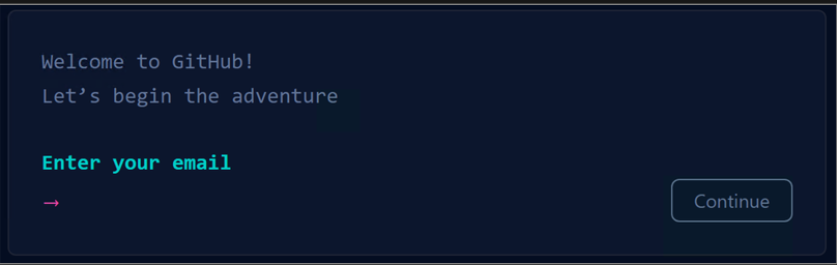 Welcome to GitHub!
Let’s begin the adventure
Enter your email
→
Continue